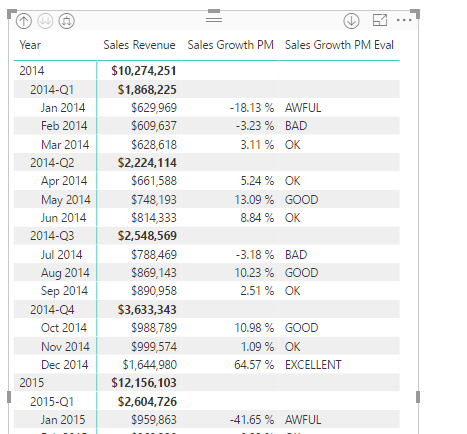 Year Sales Revenue Sales Growth PM Sales Growth PM Eval
2014 $10,274,251
2014-Q1 $1,868,225
Jan 2014 $629,969 -18.13 % AWFUL
Feb 2014 $609,637 -3.23 % BAD
Mar 2014 $628,618 3.11 % OK
2014-Q2 $2,224,114
Apr 2014 $661,588 5.24 % OK
May 2014 $748,193 13.09 % GOOD
Jun 2014 $814,333 8.84 % OK
2014-Q3 $2,548,569
Jul 2014 $788,469 -3.18 % BAD
Aug 2014 $869,143 10.23 % GOOD
Sep 2014 $890,958 2.51 % OK
2014-Q4 $3,633,343
Oct 2014 $988,789 10.98 % GOOD
Nov 2014 $999,574 1.09 % OK
Dec 2014 $1,644,980 64.57 % EXCELLENT
2015 $12,156,103
2015-Q1 $2,604,726
Jan 2015 $959,863 -41.65 % AWFUL